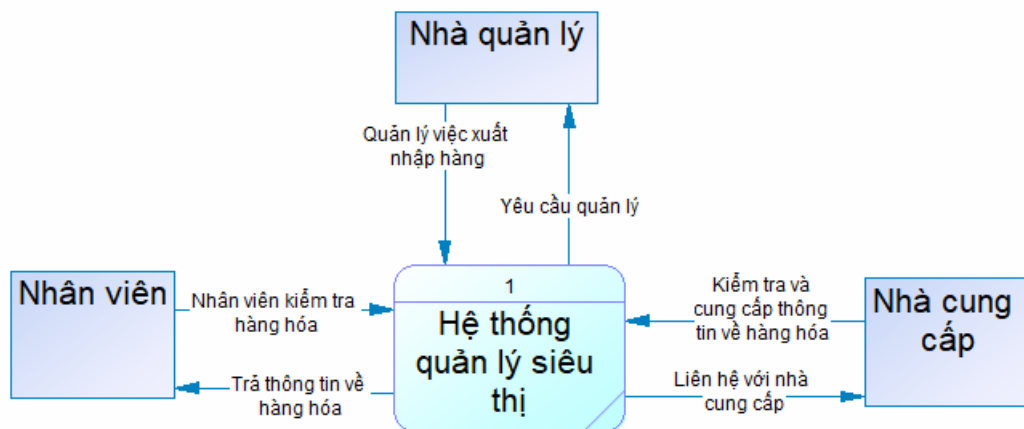 Nhà quản lý
Quản lý việc xuất
nhập hàng
Yêu cầu quản lý
Nhân viên
Nhân viên kiểm tra
hàng hóa
Trả thông tin về
hàng hóa
1
Hệ thống
quản lý siêu
thị
Kiểm tra và
cung cấp thông
tin về hàng hóa
Liên hệ với nhà
cung cấp
Nhà cung
cấp